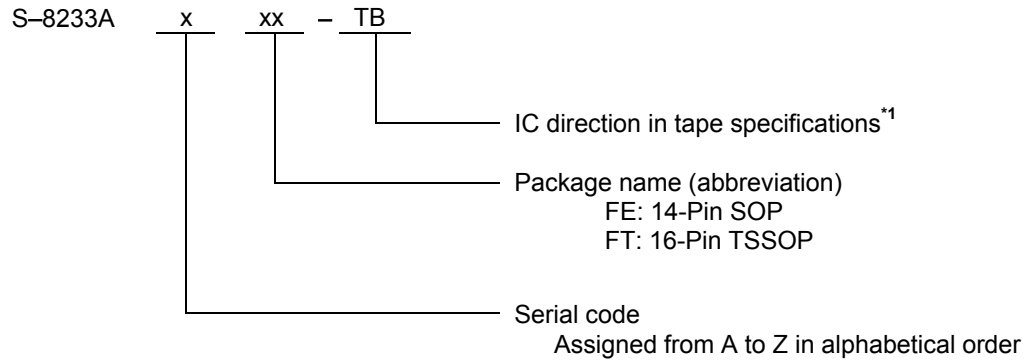 S–8233A x xx – TB
IC direction in tape specifications*1
Package name (abbreviation)
FE: 14-Pin SOP
FT: 16-Pin TSSOP
Serial code
Assigned from A to Z in alphabetical order